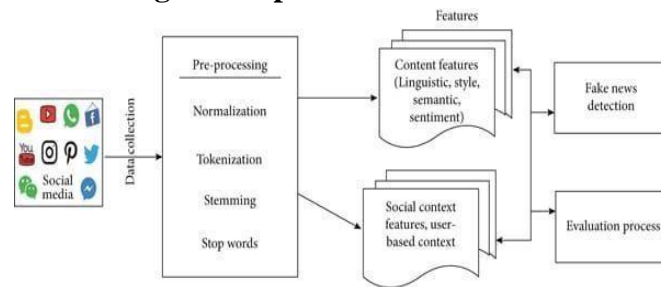 Features
Pre-processing
Normalization
Tokenization
Stemming
Stop words
Data collection
You
Social
media
Content features
(Linguistic, style,
semantic,
sentiment)
Social context
features, user-
based context
Fake news
detection
Evaluation process